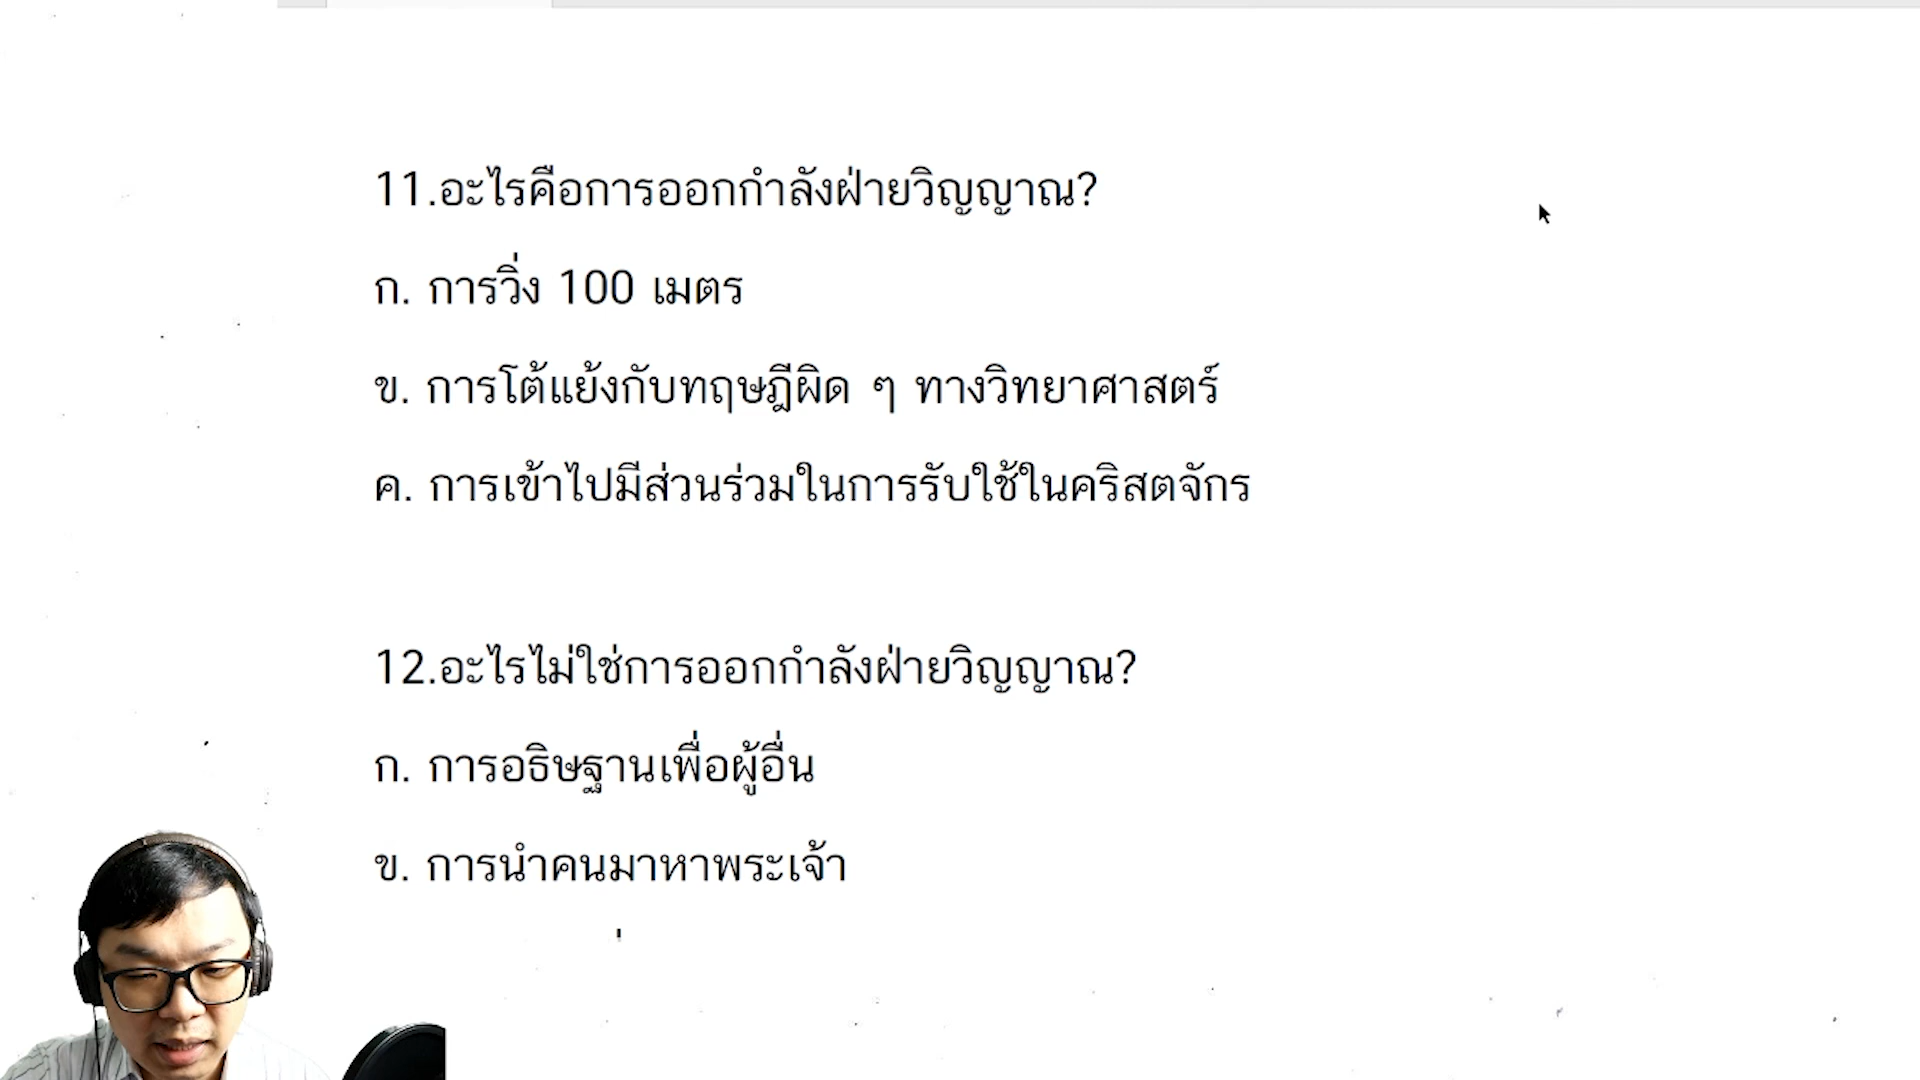 11.อะไรคือการออกกำลังฝ่ายวิญญาณ?
ก. การวิ่ง 100 เมตร
ข. การโต้แย้งกับทฤษฎีผิด ๆ ทางวิทยาศาสตร์
ค. การเข้าไปมีส่วนร่วมในการรับใช้ในคริสตจักร
12.อะไรไม่ใช่การออกกำลังฝ่ายวิญญาณ?
ก. การอธิษฐานเพื่อผู้อื่น
ข. การนำคนมาหาพระเจ้า